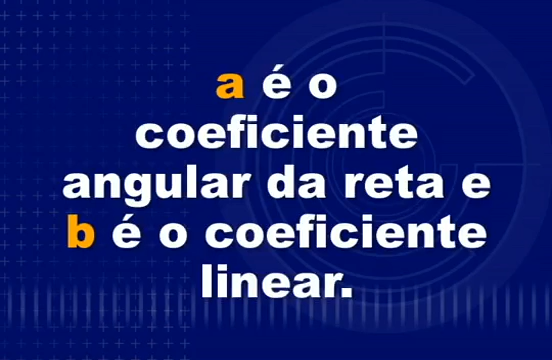 a é o
coeficiente
angular da reta e
b é o coeficiente
linear.